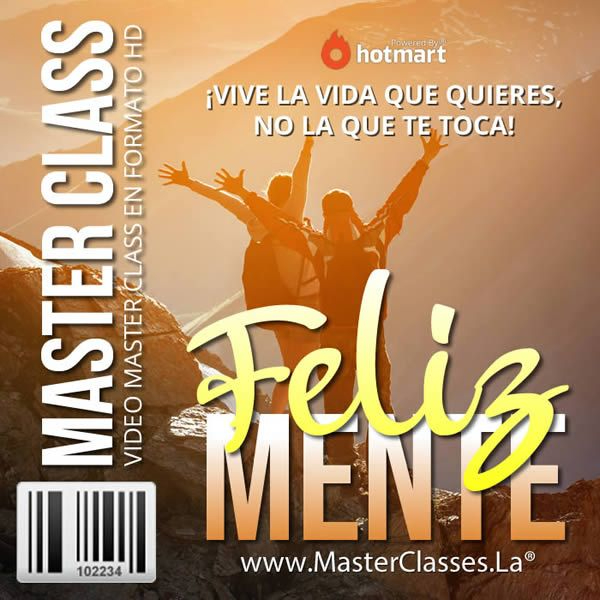 MASTER CLASS
VIDEO MASTER CLASS EN FORMATO HD
Powered By ®
hotmart
¡VIVE LA VIDA QUE QUIERES,
NO LA QUE TE TOCA!
Feliz
MENTE
102234
www.MasterClasses.La®